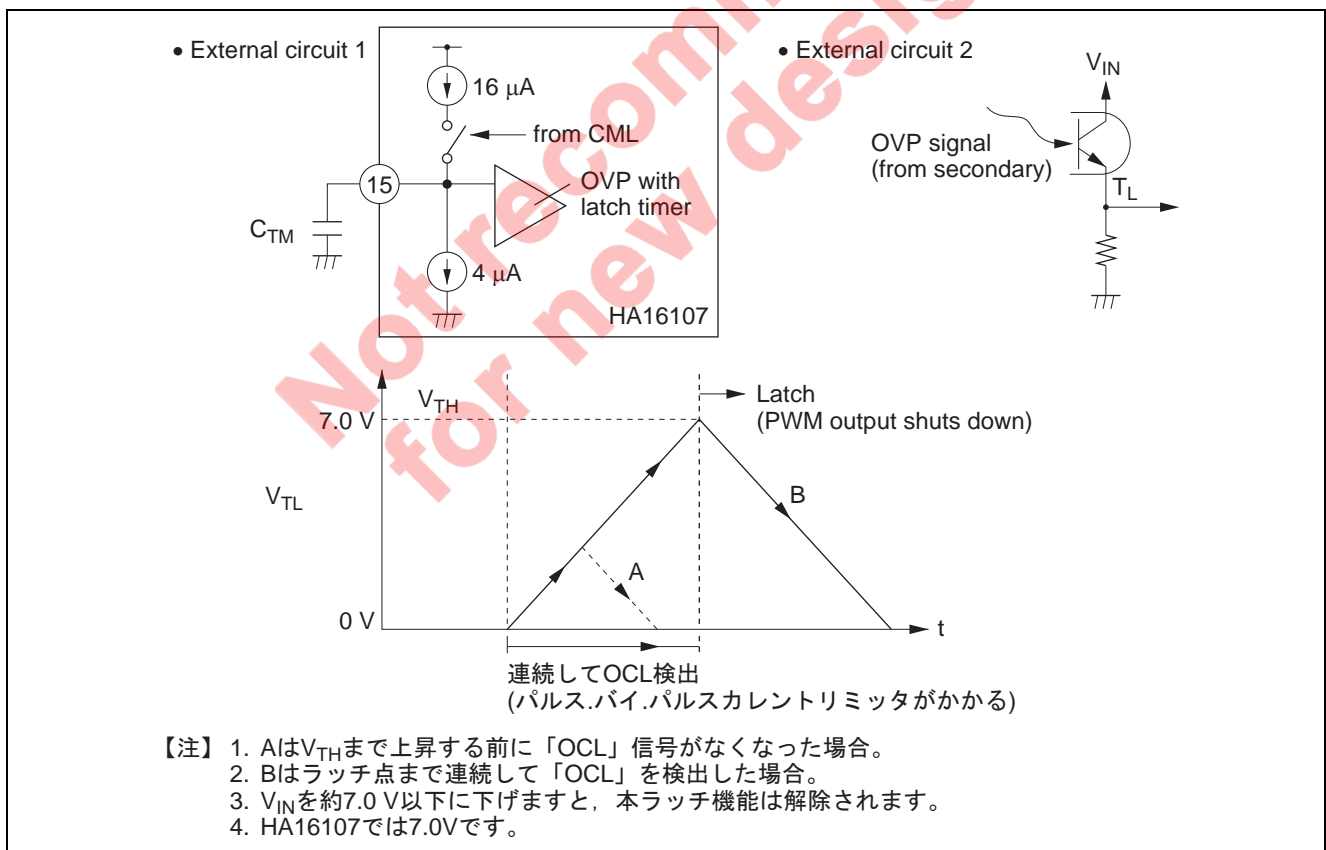 • External circuit 1
16 μA
from CML
15
OVP with
latch timer
C_TM
4 μA
HA16107
• External circuit 2
V_IN
OVP signal
(from secondary)
T_L
Not recommen
for new desig
7.0 V
V_TH
Latch
(PWM output shuts down)
V_TL
B
A
0 V
t
連続してOCL検出
(パルス.バイ.パルスカレントリミッタがかかる)
【注】 1. AはV_THまで上昇する前に「OCL」信号がなくなった場合。
2. Bはラッチ点まで連続して「OCL」を検出した場合。
3. V_INを約7.0 V以下に下げますと，本ラッチ機能は解除されます。
4. HA16107では7.0Vです。